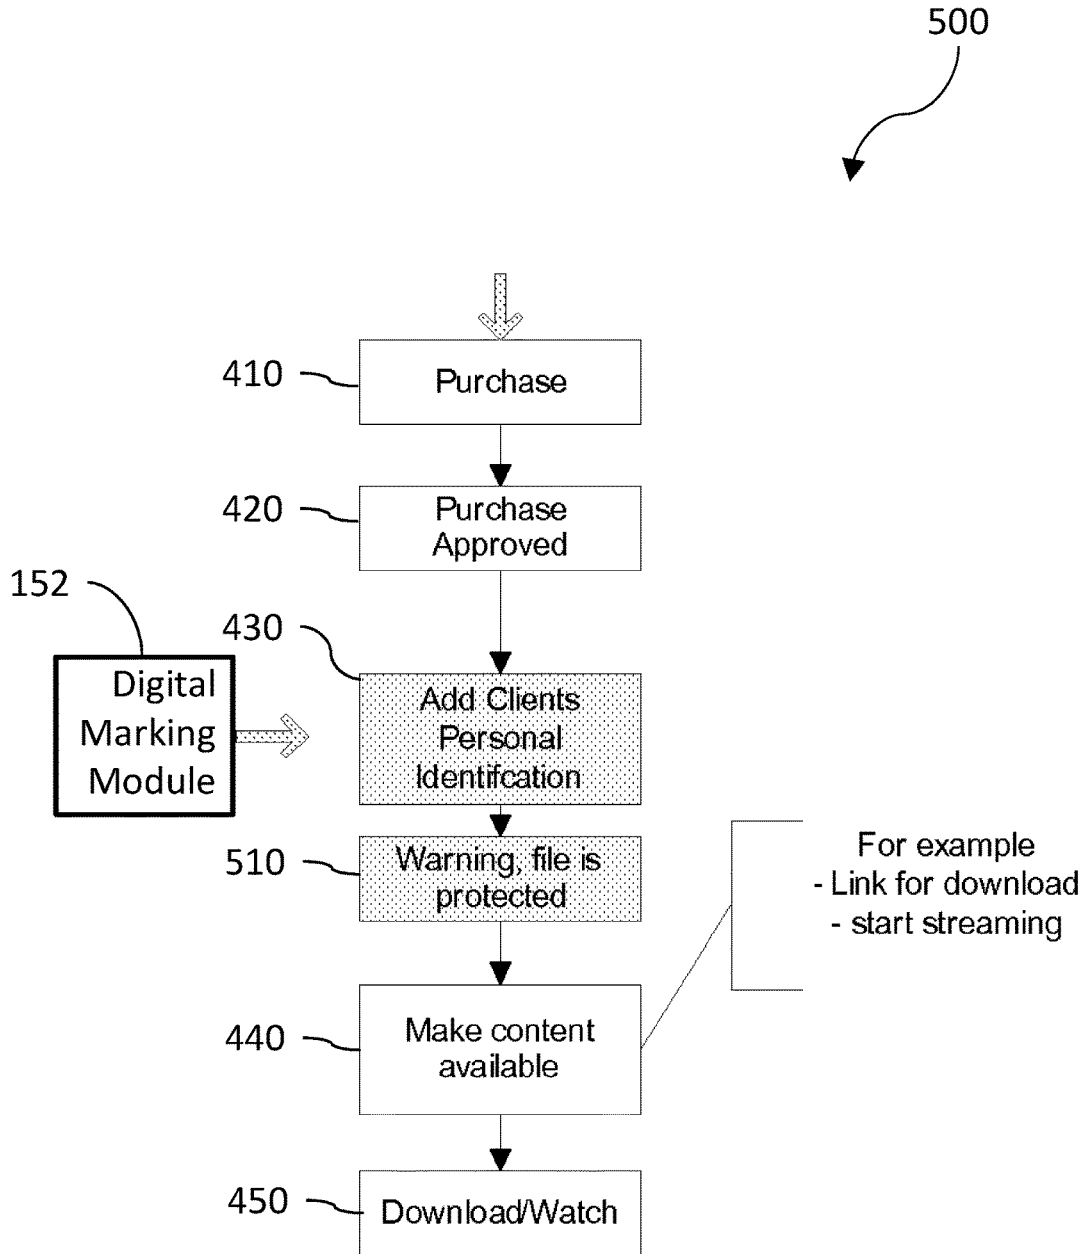 500
410
Purchase
420
Purchase
Approved
152
Digital
Marking
Module
430
Add Clients
Personal
Identifcation
510
Warning, file is
protected
For example
- Link for download
- start streaming
440
Make content
available
450
Download/Watch